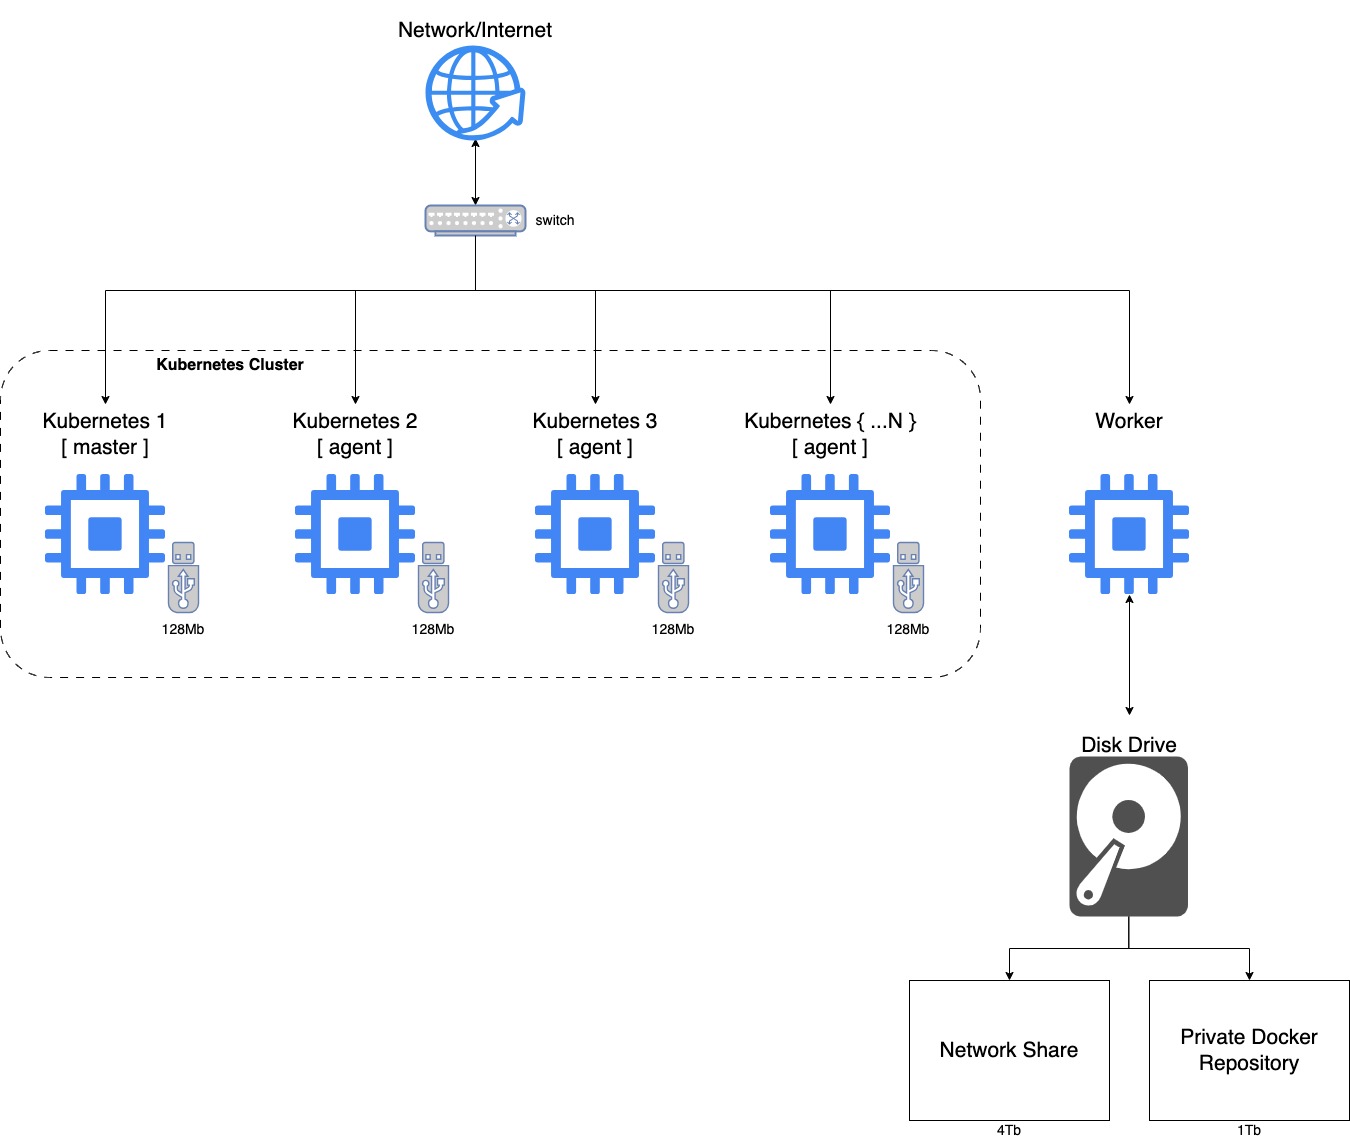 Network/Internet
switch
Kubernetes Cluster
Kubernetes 1
[ master ]
Kubernetes 2
[ agent ]
Kubernetes 3
[ agent ]
Kubernetes { ...N }
[ agent ]
Worker
128Mb
128Mb
128Mb
128Mb
Disk Drive
Network Share
Private Docker
Repository
4Tb
1Tb